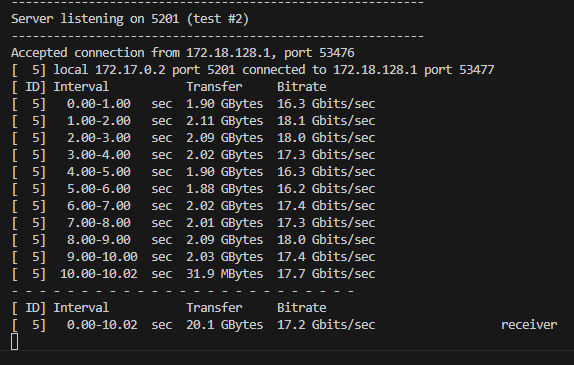 -----------------------------------------------------------
Server listening on 5201 (test #2)
-----------------------------------------------------------
Accepted connection from 172.18.128.1, port 53476
[  5] local 172.17.0.2 port 5201 connected to 172.18.128.1 port 53477
[ ID] Interval           Transfer     Bitrate
[  5]   0.00-1.00   sec  1.90 GBytes  16.3 Gbits/sec
[  5]   1.00-2.00   sec  2.11 GBytes  18.1 Gbits/sec
[  5]   2.00-3.00   sec  2.09 GBytes  18.0 Gbits/sec
[  5]   3.00-4.00   sec  2.02 GBytes  17.3 Gbits/sec
[  5]   4.00-5.00   sec  1.90 GBytes  16.3 Gbits/sec
[  5]   5.00-6.00   sec  1.88 GBytes  16.2 Gbits/sec
[  5]   6.00-7.00   sec  2.02 GBytes  17.4 Gbits/sec
[  5]   7.00-8.00   sec  2.01 GBytes  17.3 Gbits/sec
[  5]   8.00-9.00   sec  2.09 GBytes  18.0 Gbits/sec
[  5]   9.00-10.00  sec  2.03 GBytes  17.4 Gbits/sec
[  5]  10.00-10.02  sec  31.9 MBytes  17.7 Gbits/sec
- - - - - - - - - - - - - - - - - - - - - - - - -
[ ID] Interval           Transfer     Bitrate
[  5]   0.00-10.02  sec  20.1 GBytes  17.2 Gbits/sec                  receiver